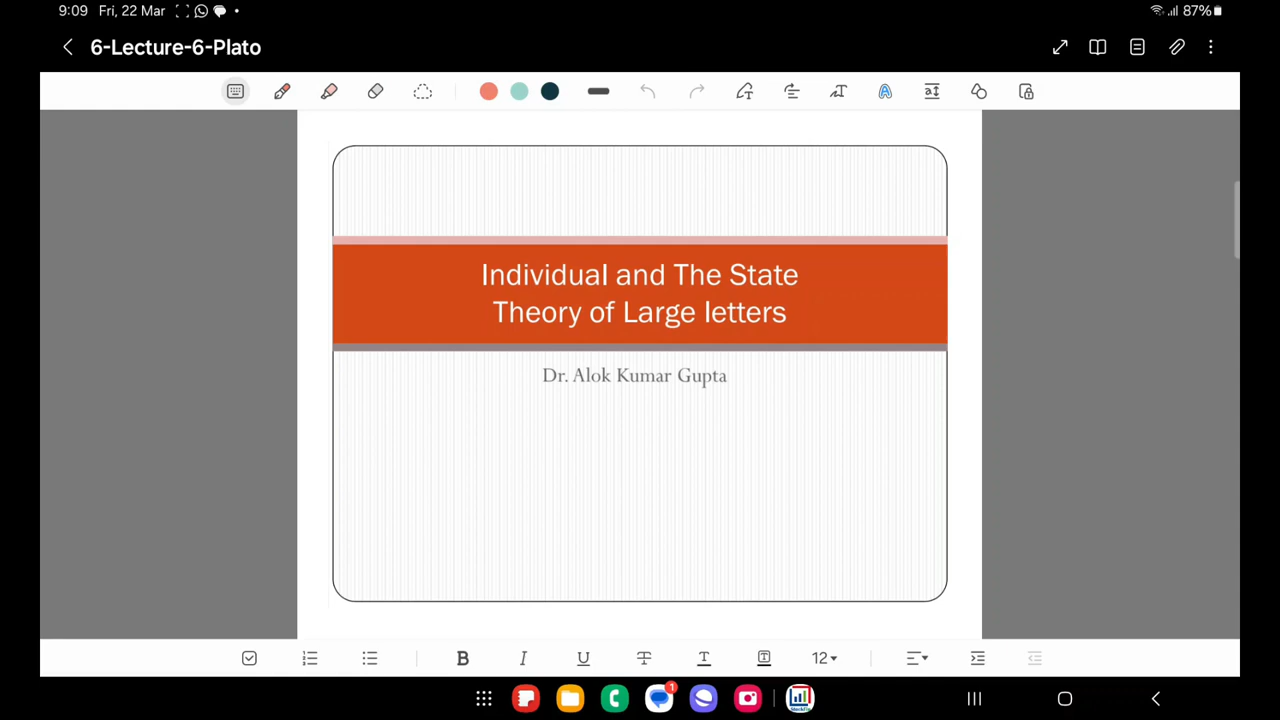 9:09 Fri, 22 Mar
87%
6-Lecture-6-Plato
Individual and The State
Theory of Large letters
Dr. Alok Kumar Gupta
B I U T T T 12
1